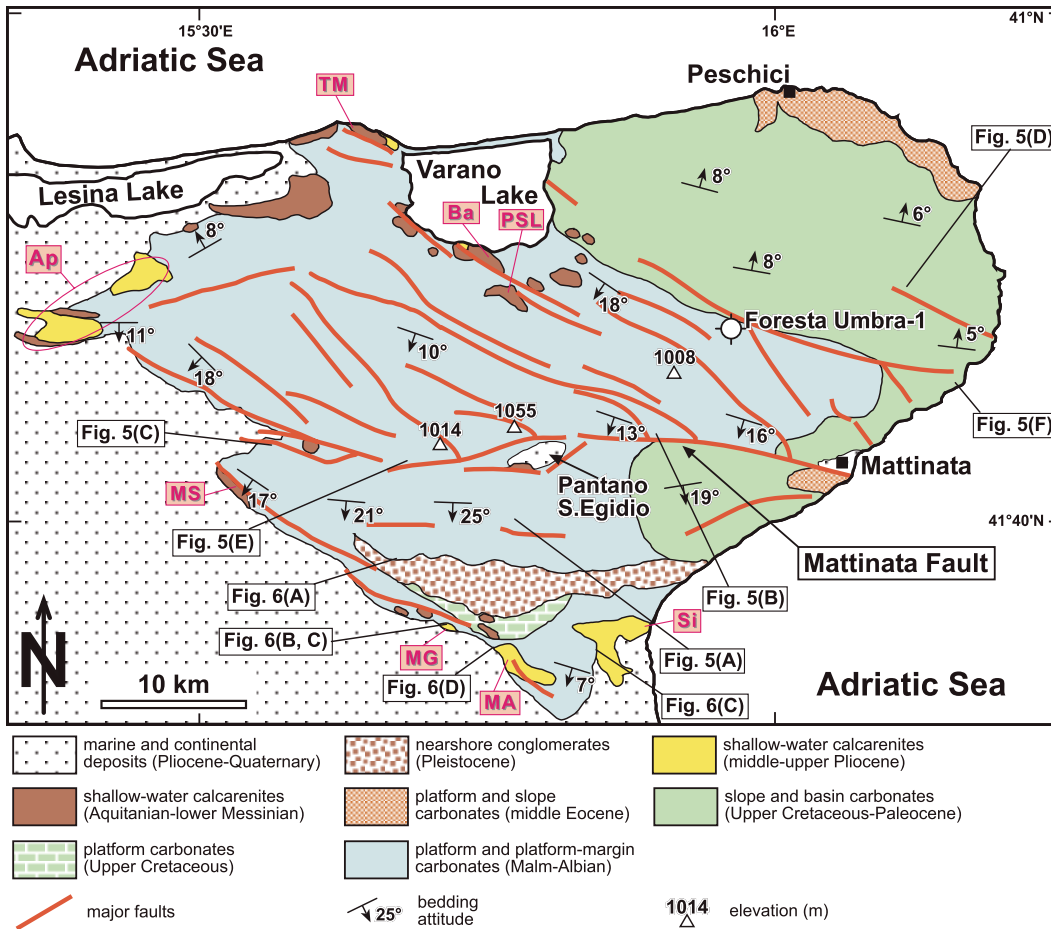 15°30'E
16°E
41°N
Adriatic Sea
TM
Peschici
Fig. 5(D)
Lesina Lake
Varano
Lake
8°
6°
Ba
PSL
8°
Ap
8°
18°
Foresta Umbra-1
11°
10°
5°
1008
18°
1055
1014
13°
16°
Fig. 5(C)
Fig. 5(F)
Mattinata
MS
17°
Pantano
S.Egidio
19°
21°
25°
41°40'N
Fig. 5(E)
Mattinata Fault
Fig. 6(A)
Fig. 5(B)
Si
Fig. 6(B, C)
N
MG
Fig. 5(A)
10 km
Fig. 6(D)
MA
7°
Fig. 6(C)
Adriatic Sea
marine and continental
deposits (Pliocene-Quaternary)
nearshore conglomerates
(Pleistocene)
shallow-water calcarenites
(middle-upper Pliocene)
shallow-water calcarenites
(Aquitanian-lower Messinian)
platform and slope
carbonates (middle Eocene)
slope and basin carbonates
(Upper Cretaceous-Paleocene)
platform carbonates
(Upper Cretaceous)
platform and platform-margin
carbonates (Malm-Albian)
major faults
25°
bedding
attitude
1014
elevation (m)